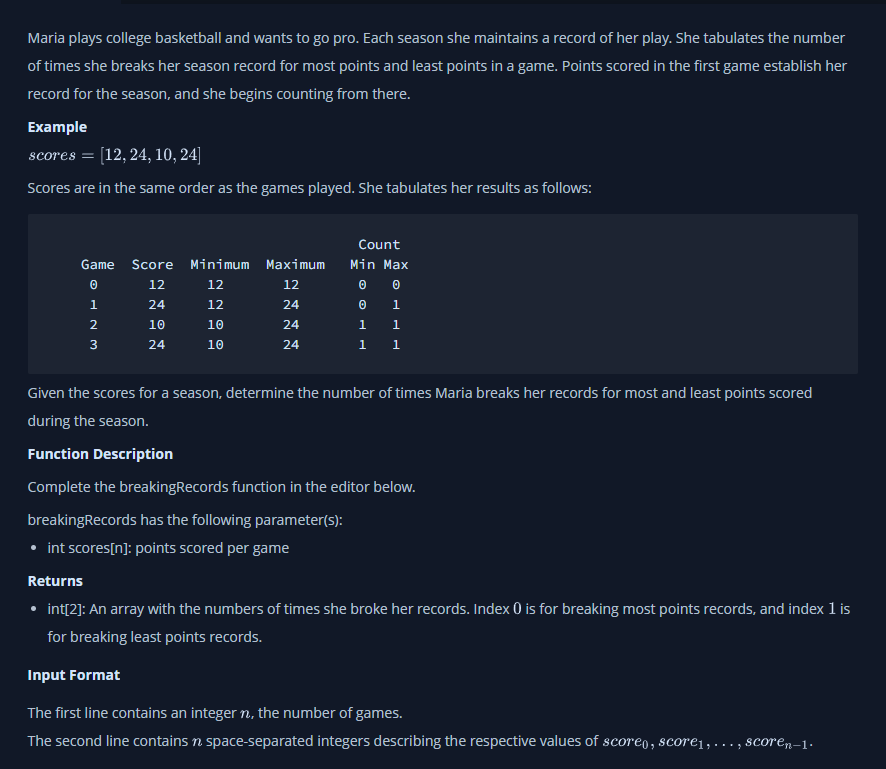 Maria plays college basketball and wants to go pro. Each season she maintains a record of her play. She tabulates the number
of times she breaks her season record for most points and least points in a game. Points scored in the first game establish her
record for the season, and she begins counting from there.
Example
scores = [12, 24, 10, 24]
Scores are in the same order as the games played. She tabulates her results as follows:
Count
Game Score Minimum Maximum Min Max
0 12 12 12 0 0
1 24 12 24 0 1
2 10 10 24 1 1
3 24 10 24 1 1
Given the scores for a season, determine the number of times Maria breaks her records for most and least points scored
during the season.
Function Description
Complete the breakingRecords function in the editor below.
breakingRecords has the following parameter(s):
• int scores[n]: points scored per game
Returns
• int[2]: An array with the numbers of times she broke her records. Index 0 is for breaking most points records, and index 1 is
for breaking least points records.
Input Format
The first line contains an integer n, the number of games.
The second line contains n space-separated integers describing the respective values of score₀, score₁, . . . , scoreₙ₋₁.